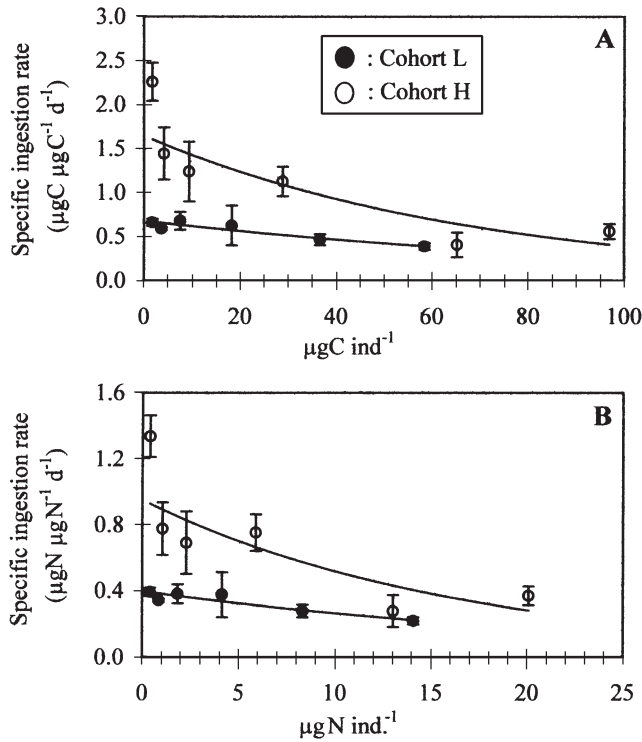 A
● : Cohort L
○ : Cohort H
Specific ingestion rate
(µgC µgC⁻¹ d⁻¹)
3.0
2.5
2.0
1.5
1.0
0.5
0.0
0 20 40 60 80 100
µgC ind⁻¹
B
Specific ingestion rate
(µgN µgN⁻¹ d⁻¹)
1.6
1.2
0.8
0.4
0.0
0 5 10 15 20 25
µgN ind.⁻¹